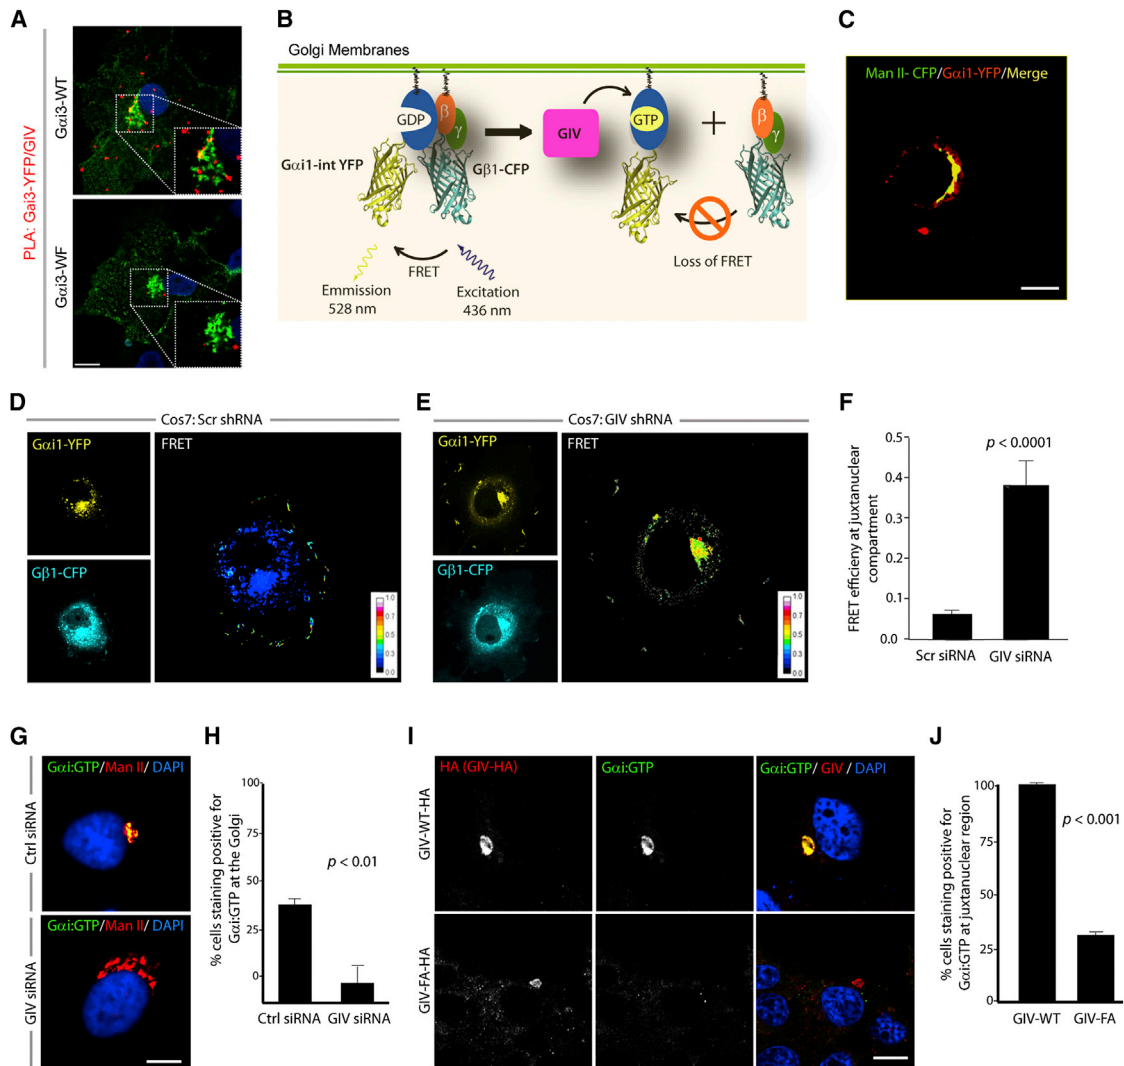 A
PLA: Gai3-YFP/GIV
Gαi3-WT
Gαi3-WF
B
Golgi Membranes
GDP
β
γ
GIV
GTP
+
β
γ
Gαi1-int YFP
Gβ1-CFP
FRET
Loss of FRET
Emmission
528 nm
Excitation
436 nm
C
Man II- CFP/Gαi1-YFP/Merge
D
Cos7: Scr shRNA
Gαi1-YFP
FRET
Gβ1-CFP
1.0
0.7
0.5
0.3
0.0
E
Cos7: GIV shRNA
Gαi1-YFP
FRET
Gβ1-CFP
1.0
0.7
0.5
0.3
0.0
F
FRET efficieny at juxtanuclear
compartment
0.5
0.4
0.3
0.2
0.1
0.0
p < 0.0001
Scr siRNA
GIV siRNA
G
Ctrl siRNA
Gαi:GTP/Man II/ DAPI
GIV siRNA
Gαi:GTP/Man II/ DAPI
H
% cells staining positive for
Gαi:GTP at the Golgi
100
75
50
25
0
p < 0.01
Ctrl siRNA
GIV siRNA
I
GIV-WT-HA
GIV-FA-HA
HA (GIV-HA)
Gαi:GTP
Gαi:GTP/ GIV / DAPI
J
% cells staining positive for
Gαi:GTP at juxtanuclear region
100
75
50
25
0
p < 0.001
GIV-WT
GIV-FA